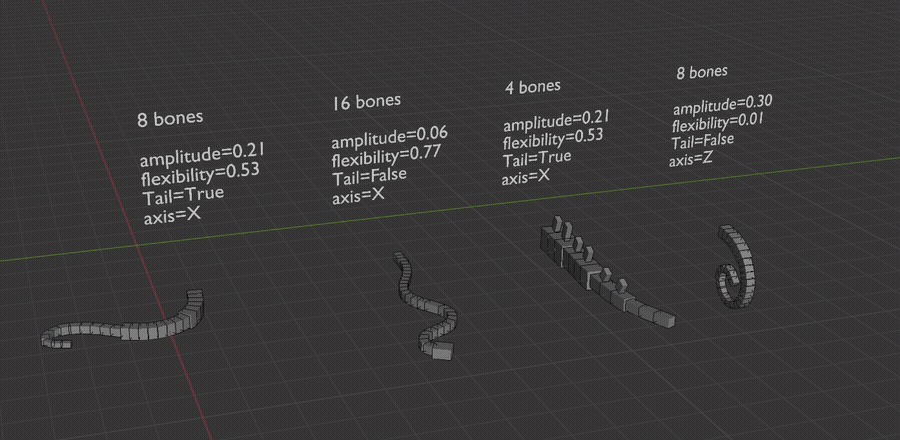 8 bones
amplitude=0.21
flexibility=0.53
Tail=True
axis=X
16 bones
amplitude=0.06
flexibility=0.77
Tail=False
axis=X
4 bones
amplitude=0.21
flexibility=0.53
Tail=True
axis=X
8 bones
amplitude=0.30
flexibility=0.01
Tail=False
axis=Z